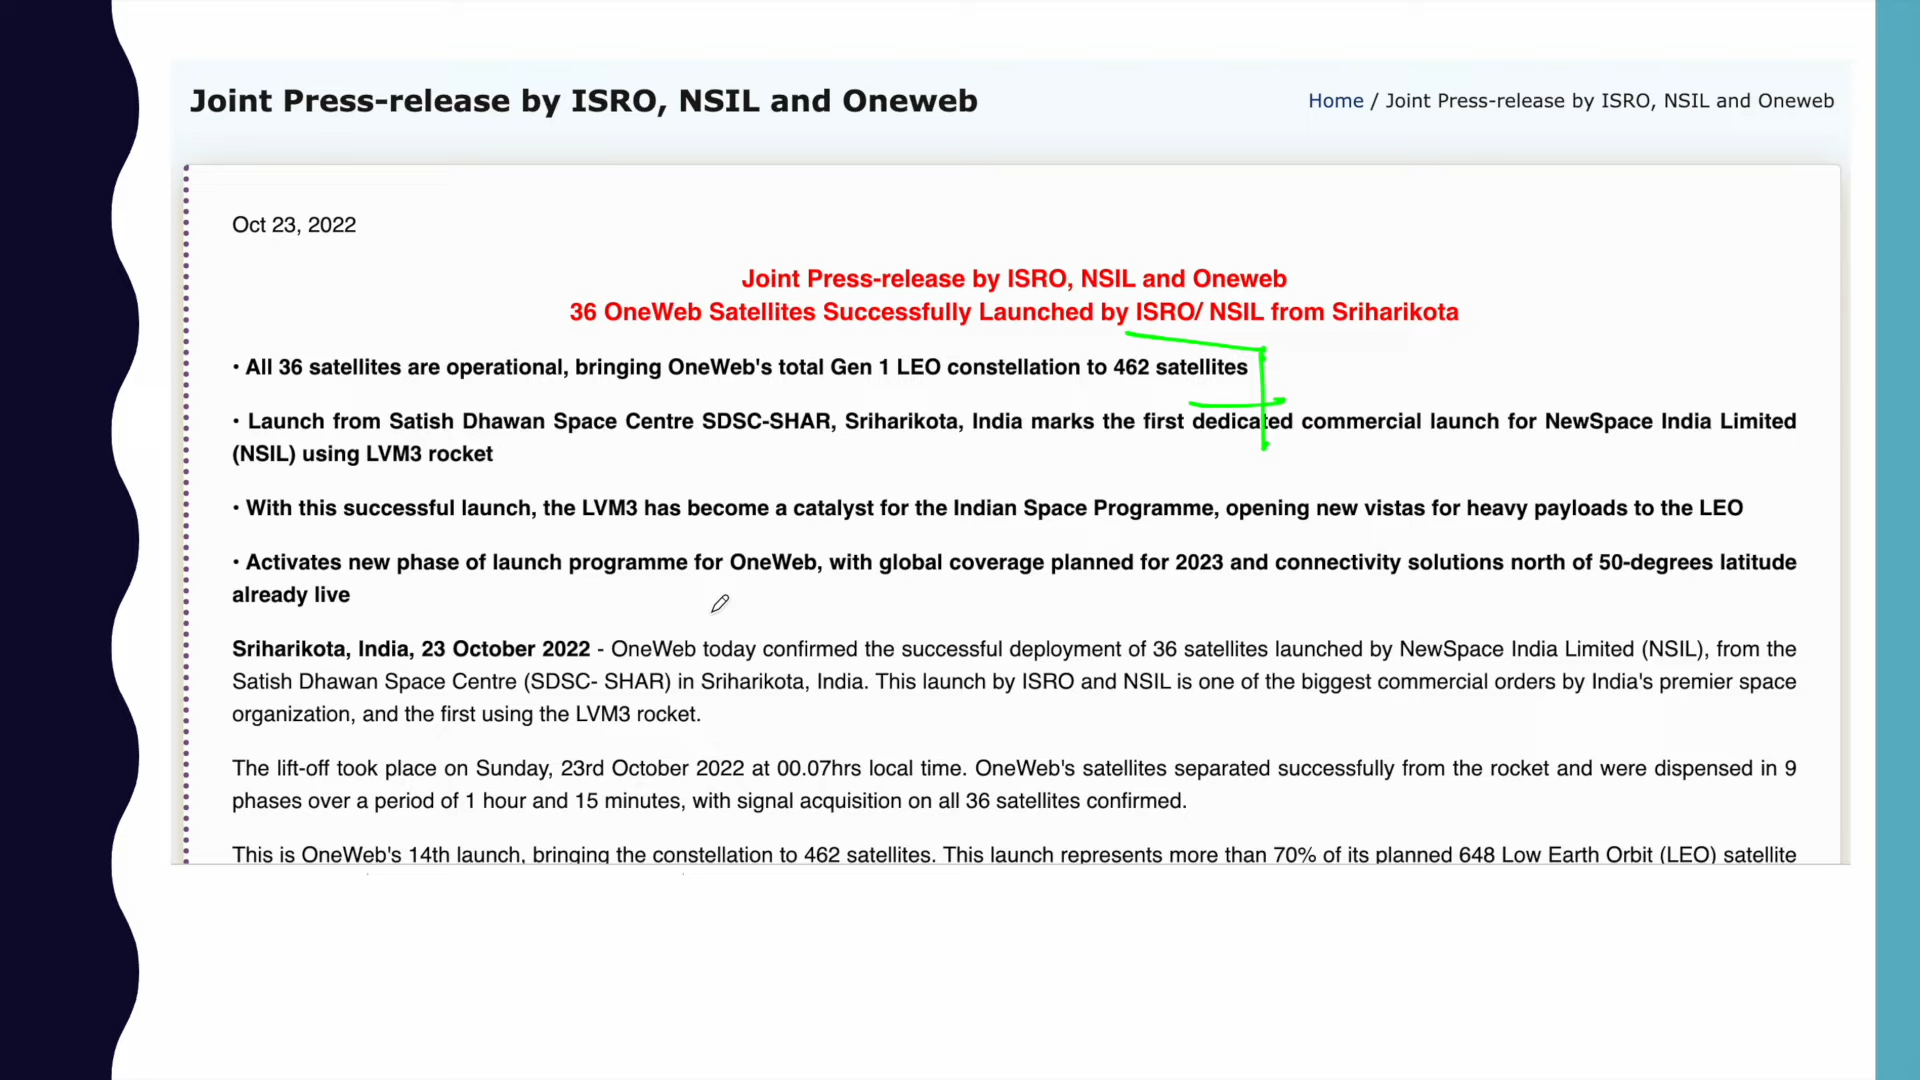 Joint Press-release by ISRO, NSIL and Oneweb
Home / Joint Press-release by ISRO, NSIL and Oneweb
Oct 23, 2022
Joint Press-release by ISRO, NSIL and Oneweb
36 OneWeb Satellites Successfully Launched by ISRO/ NSIL from Sriharikota
• All 36 satellites are operational, bringing OneWeb's total Gen 1 LEO constellation to 462 satellites
• Launch from Satish Dhawan Space Centre SDSC-SHAR, Sriharikota, India marks the first dedicated commercial launch for NewSpace India Limited
(NSIL) using LVM3 rocket
• With this successful launch, the LVM3 has become a catalyst for the Indian Space Programme, opening new vistas for heavy payloads to the LEO
• Activates new phase of launch programme for OneWeb, with global coverage planned for 2023 and connectivity solutions north of 50-degrees latitude
already live
Sriharikota, India, 23 October 2022 - OneWeb today confirmed the successful deployment of 36 satellites launched by NewSpace India Limited (NSIL), from the
Satish Dhawan Space Centre (SDSC- SHAR) in Sriharikota, India. This launch by ISRO and NSIL is one of the biggest commercial orders by India's premier space
organization, and the first using the LVM3 rocket.
The lift-off took place on Sunday, 23rd October 2022 at 00.07hrs local time. OneWeb's satellites separated successfully from the rocket and were dispensed in 9
phases over a period of 1 hour and 15 minutes, with signal acquisition on all 36 satellites confirmed.
This is OneWeb's 14th launch, bringing the constellation to 462 satellites. This launch represents more than 70% of its planned 648 Low Earth Orbit (LEO) satellite